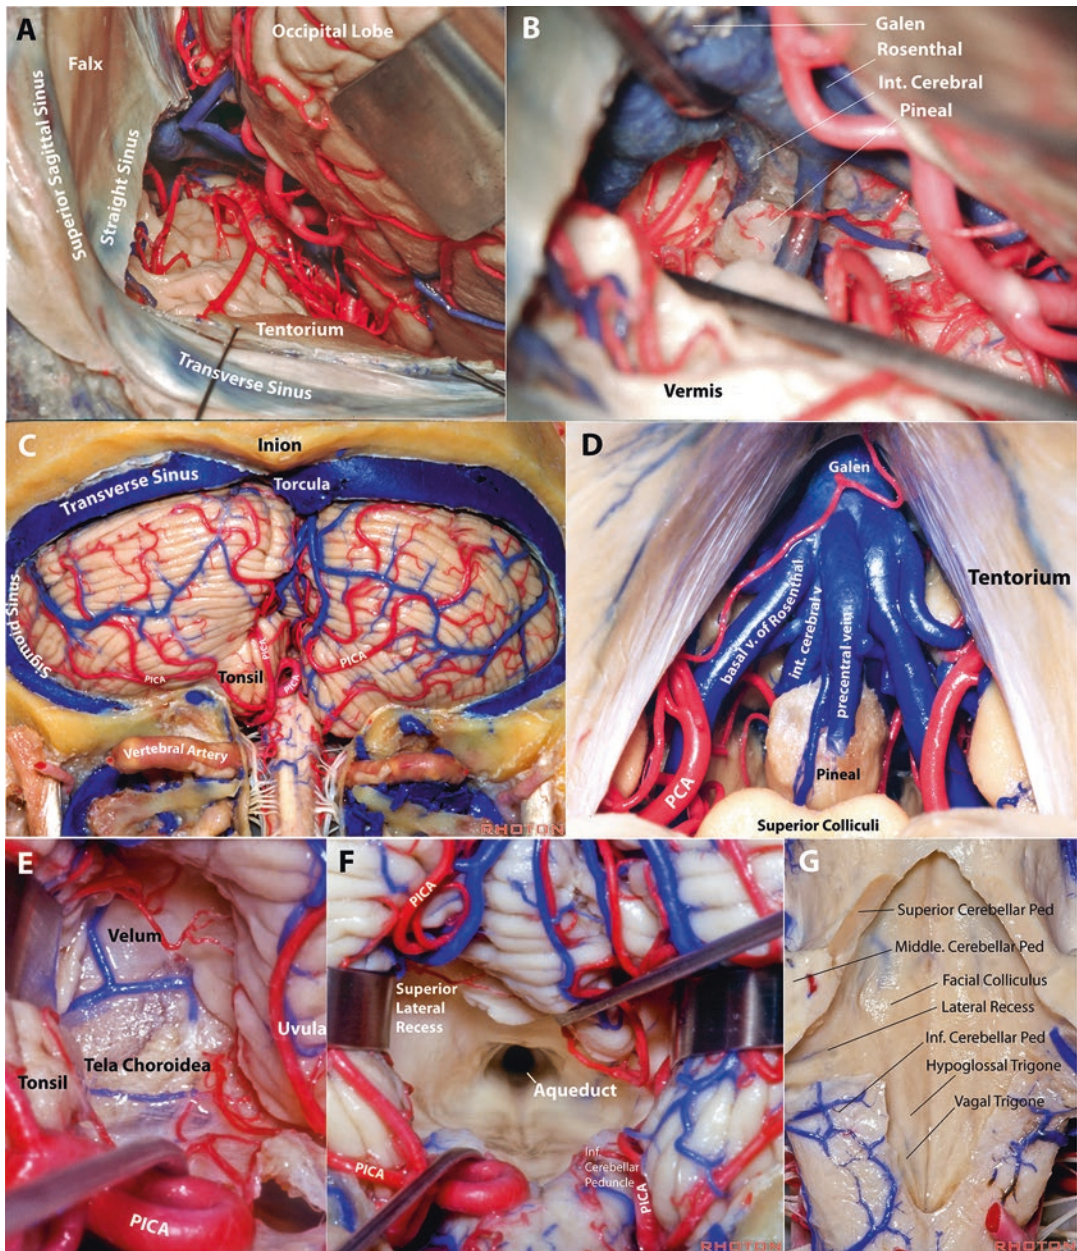 A
Falx
Superior Sagittal Sinus
Straight Sinus
Occipital Lobe
Tentorium
Transverse Sinus
B
Galen
Rosenthal
Int. Cerebral
Pineal
Vermis
C
Inion
Transverse Sinus
Torcula
Sigmoid Sinus
PICA
PICA
PICA
PICA
Tonsil
Vertebral Artery
RHOTON
D
Galen
Tentorium
basal v. of Rosenthal
int. cerebral v
precentral vein
Pineal
PCA
Superior Colliculi
E
Velum
Uvula
Tela Choroidea
Tonsil
PICA
F
PICA
Superior
Lateral
Recess
Aqueduct
PICA
Inf.
Cerebellar
Peduncle
PICA
RHOTON
G
Superior Cerebellar Ped
Middle. Cerebellar Ped
Facial Colliculus
Lateral Recess
Inf. Cerebellar Ped
Hypoglossal Trigone
Vagal Trigone
RHOTON